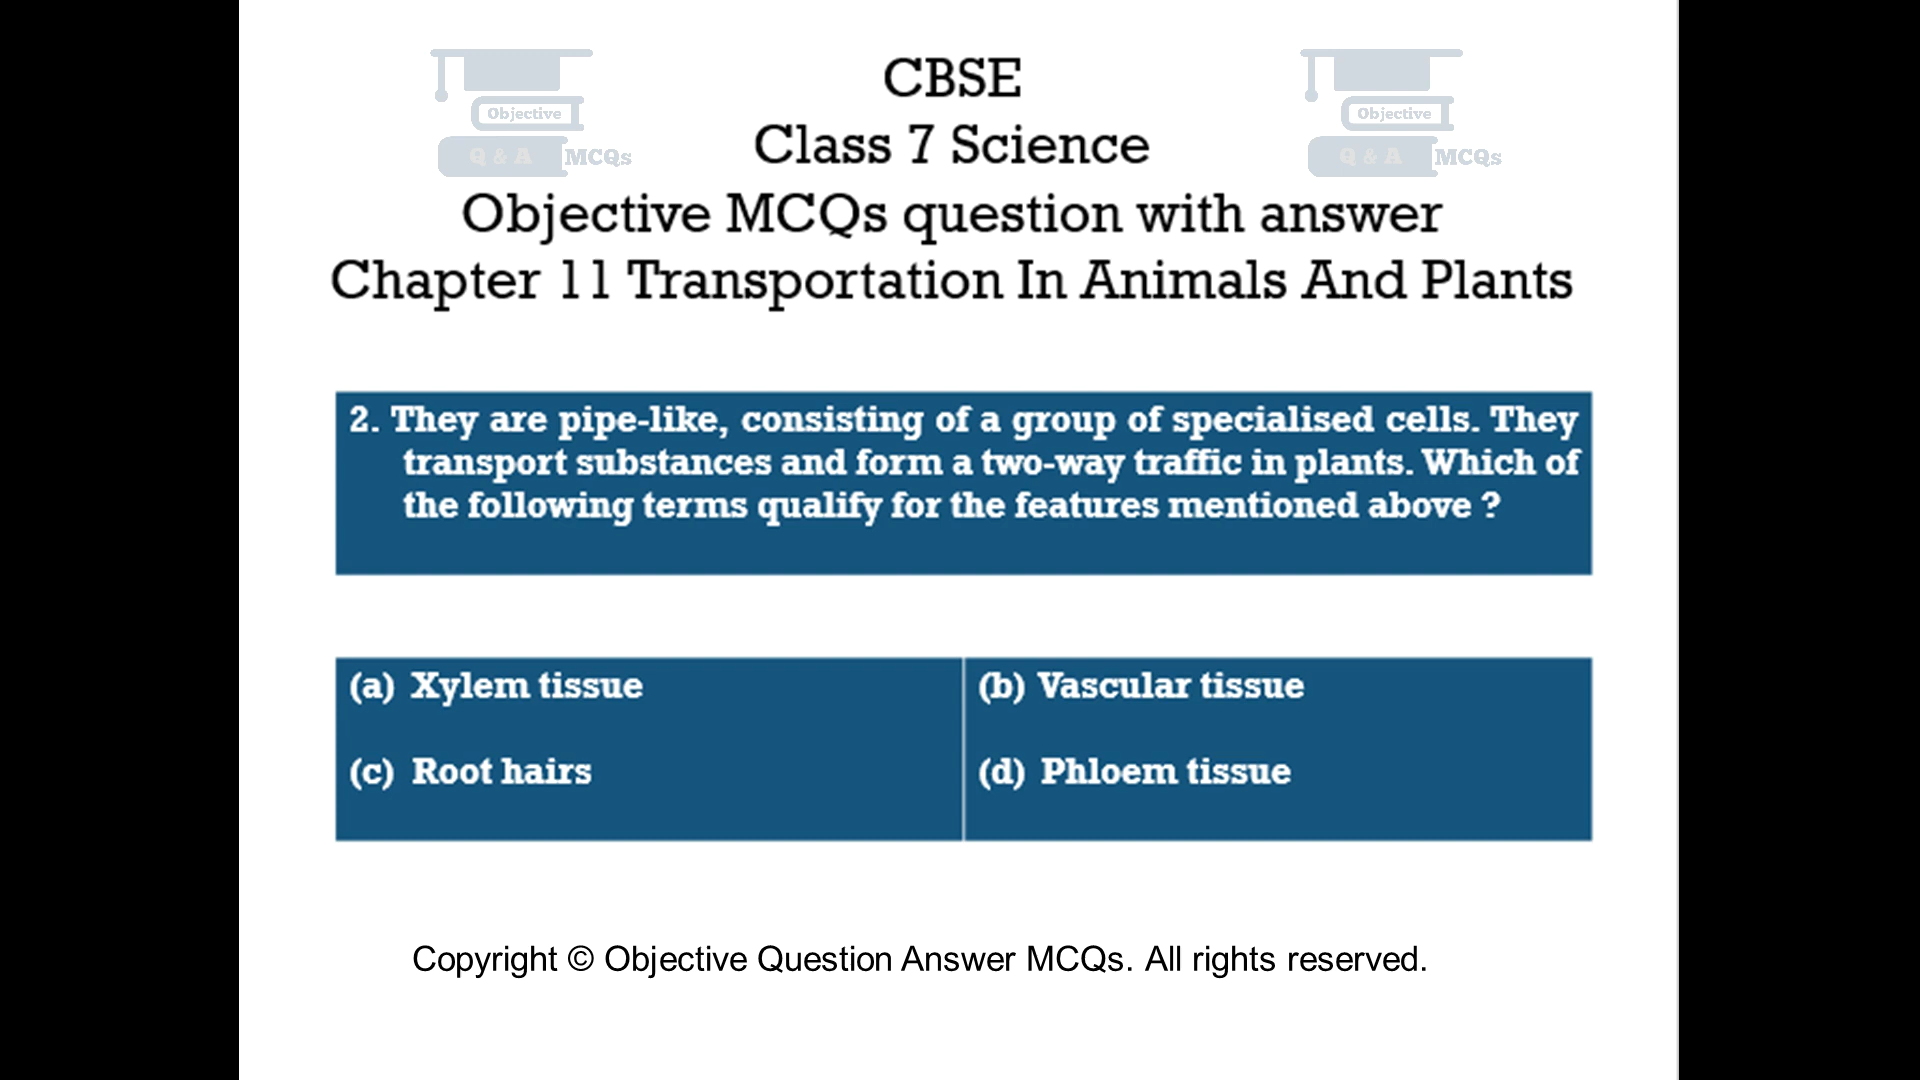 Objective
Q & A MCQs
Objective
Q & A MCQs
CBSE
Class 7 Science
Objective MCQs question with answer
Chapter 11 Transportation In Animals And Plants
2. They are pipe-like, consisting of a group of specialised cells. They
transport substances and form a two-way traffic in plants. Which of
the following terms qualify for the features mentioned above ?
(a) Xylem tissue
(b) Vascular tissue
(c) Root hairs
(d) Phloem tissue
Copyright © Objective Question Answer MCQs. All rights reserved.